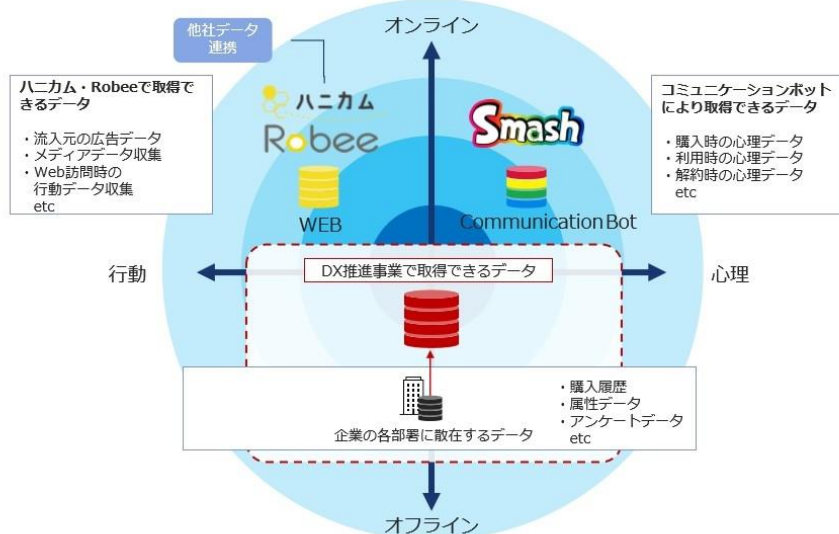 他社データ
連携
オンライン
ハニカム・Robeeで取得で
きるデータ
・流入元の広告データ
・メディアデータ収集
・Web訪問時の
行動データ収集
etc
ハニカム
Robee
WEB
Smash
Communication Bot
コミュニケーションボット
により取得できるデータ
・購入時の心理データ
・利用時の心理データ
・解約時の心理データ
etc
行動
DX推進事業で取得できるデータ
心理
企業の各部署に散在するデータ
・購入履歴
・属性データ
・アンケートデータ
etc
オフライン